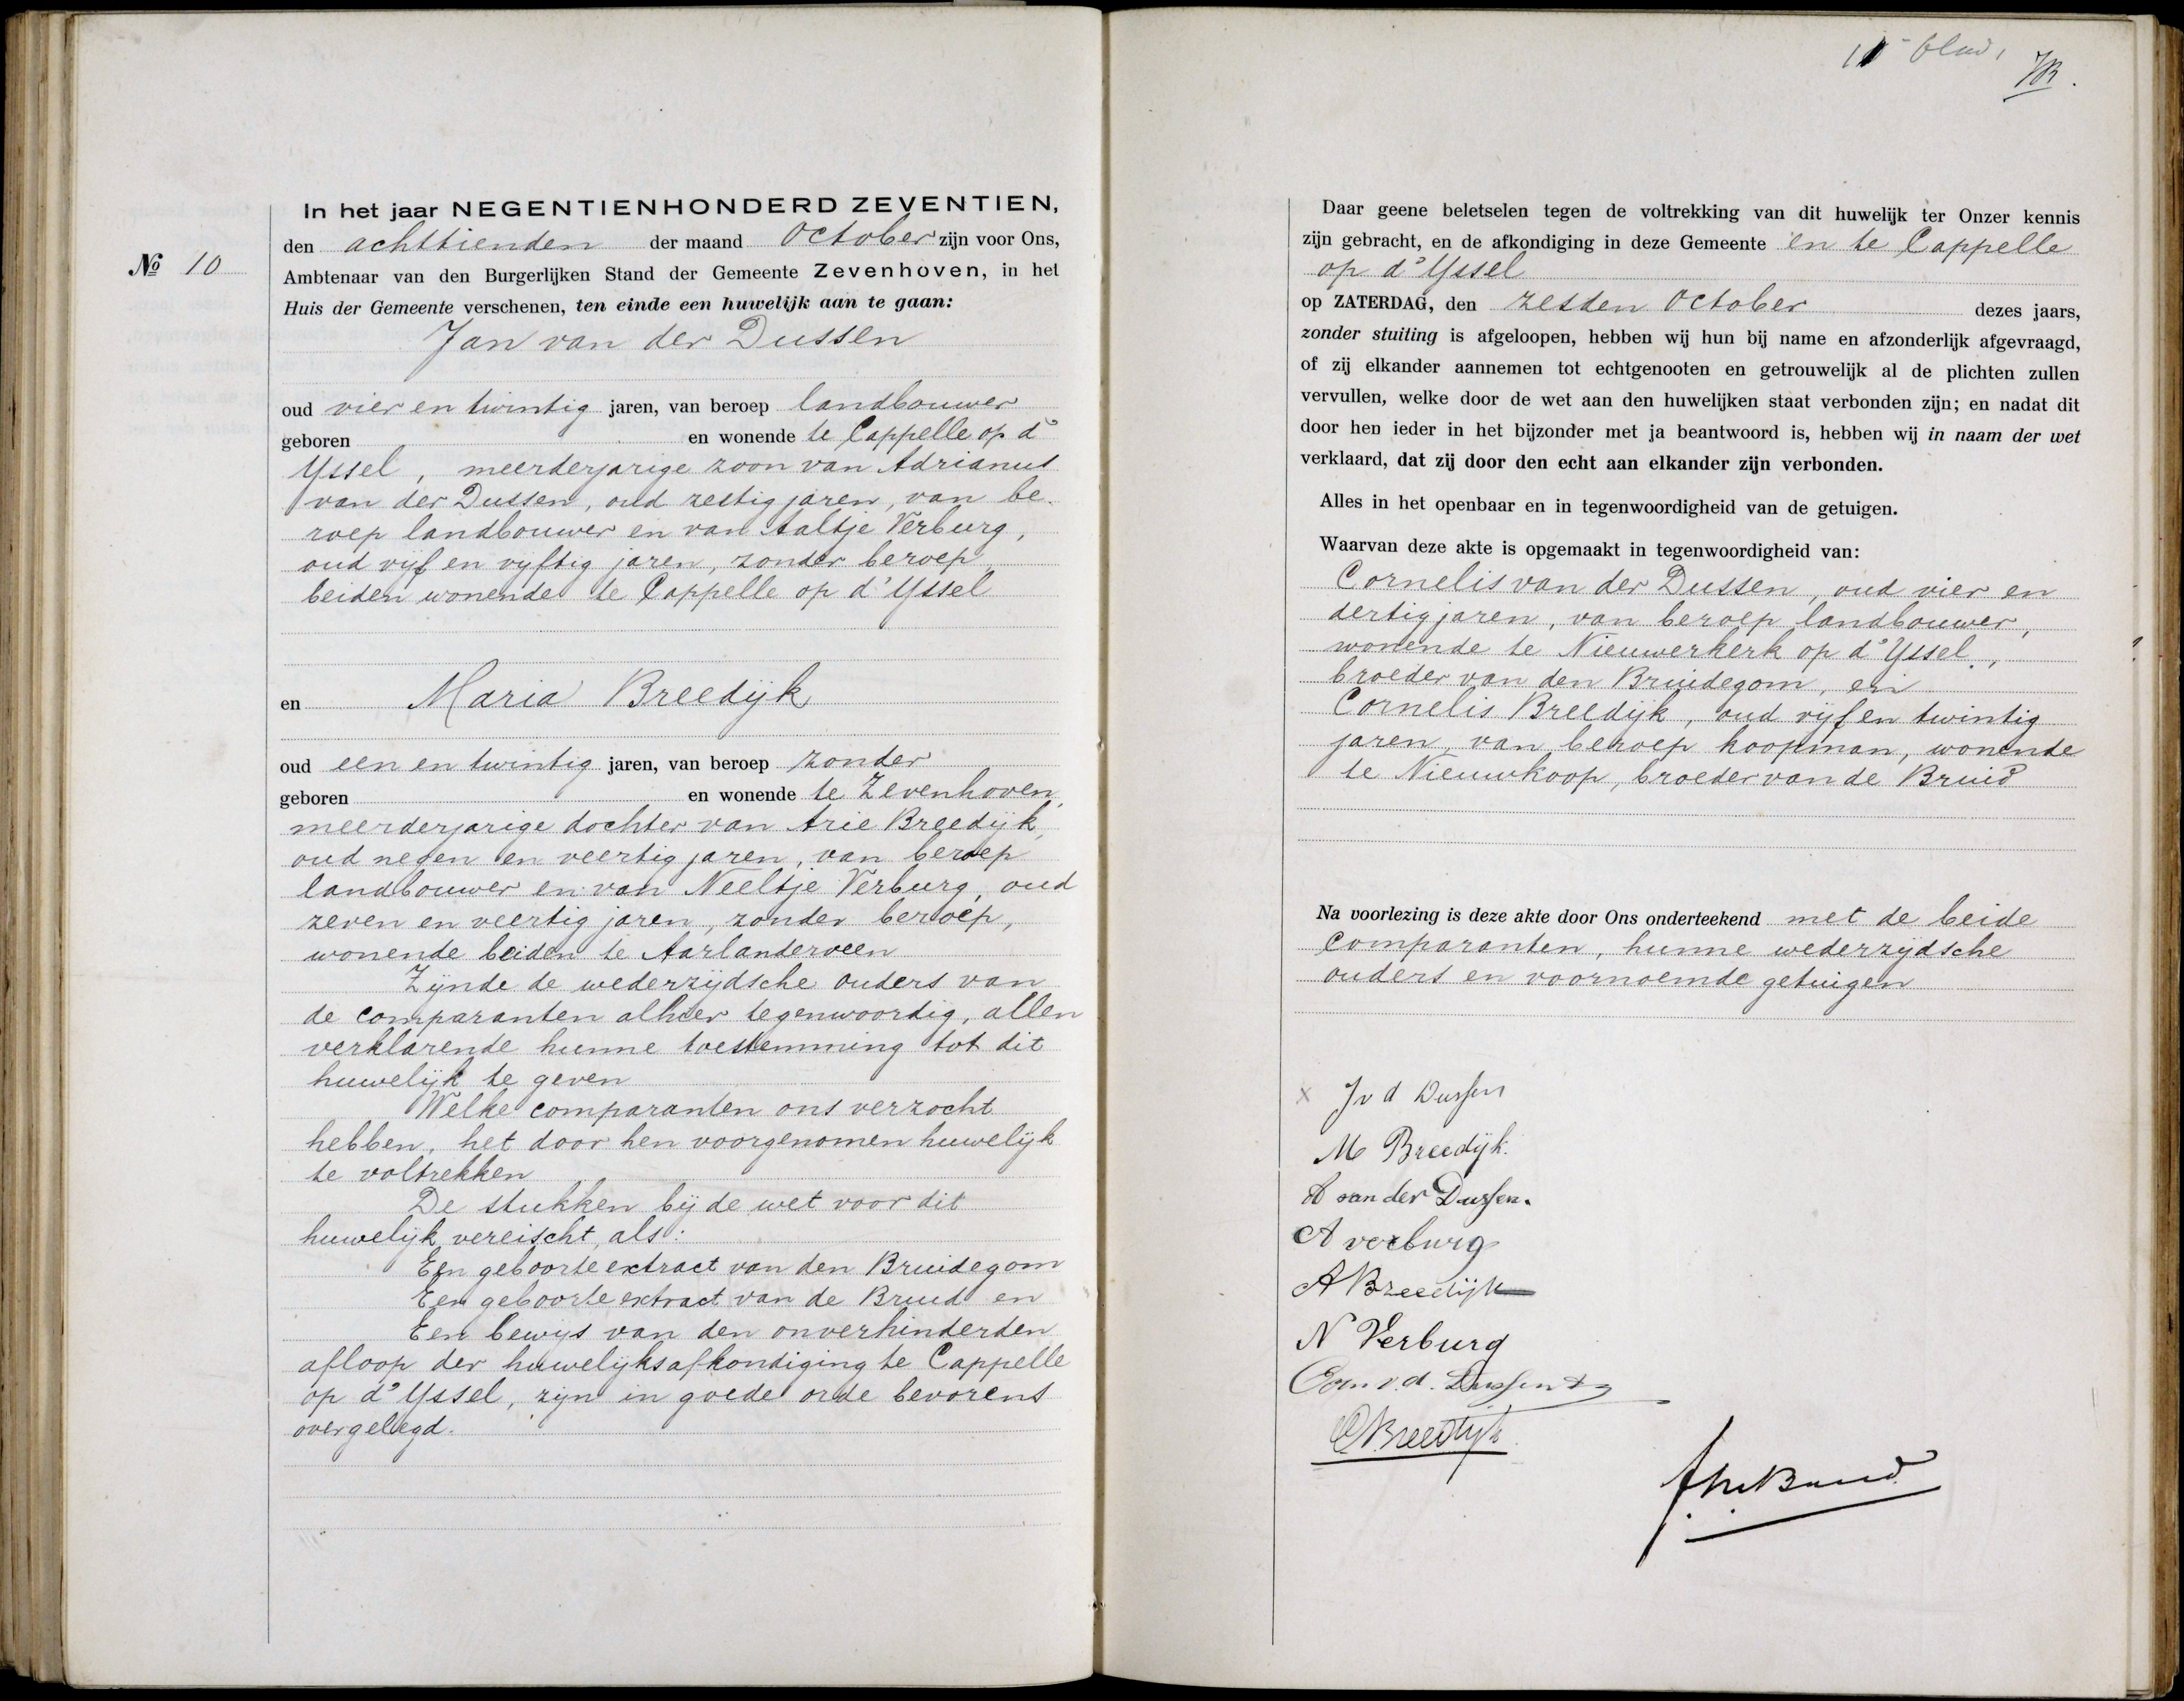 No 10
In het jaar NEGENTIENHONDERD ZEVENTIEN,
den achttienden der maand October zijn voor Ons,
Ambtenaar van den Burgerlijken Stand der Gemeente Zevenhoven, in het
Huis der Gemeente verschenen, ten einde een huwelijk aan te gaan:
Jan van der Dussen
oud vier en twintig jaren, van beroep landbouwer
geboren en wonende te Cappelle op d'
Yssel, meerderjarige zoon van Adrianus
van der Dussen, oud zestig jaren, van be-
roep landbouwer en van Aaltje Verburg,
oud vijf en vijftig jaren, zonder beroep,
beiden wonende te Cappelle op d'Yssel
en Maria Breedijk
oud een en twintig jaren, van beroep zonder
geboren en wonende te Zevenhoven,
meerderjarige dochter van Arie Breedijk,
oud negen en veertig jaren, van beroep
landbouwer en van Neeltje Verburg, oud
zeven en veertig jaren, zonder beroep,
wonende beiden te Aarlanderveen
Zijnde de wederzijdsche ouders van
de comparanten alhier tegenwoordig, allen
verklarende hunne toestemming tot dit
huwelijk te geven
Welke comparanten ons verzocht
hebben, het door hen voorgenomen huwelijk
te voltrekken
De stukken bij de wet voor dit
huwelijk vereischt, als:
Een geboorteextract van den Bruidegom
Een geboorteextract van de Bruid en
Een bewijs van den onverhinderden
afloop der huwelijksafkondiging te Cappelle
op d'Yssel, zijn in goede orde bevorens
overgelegd.
blad
Daar geene beletselen tegen de voltrekking van dit huwelijk ter Onzer kennis
zijn gebracht, en de afkondiging in deze Gemeente en te Cappelle
op d'Yssel
op ZATERDAG, den zesden October dezes jaars,
zonder stuiting is afgeloopen, hebben wij hun bij name en afzonderlijk afgevraagd,
of zij elkander aannemen tot echtgenooten en getrouwelijk al de plichten zullen
vervullen, welke door de wet aan den huwelijken staat verbonden zijn; en nadat dit
door hen ieder in het bijzonder met ja beantwoord is, hebben wij in naam der wet
verklaard, dat zij door den echt aan elkander zijn verbonden.
Alles in het openbaar en in tegenwoordigheid van de getuigen.
Waarvan deze akte is opgemaakt in tegenwoordigheid van:
Cornelis van der Dussen, oud vier en
dertig jaren, van beroep landbouwer,
wonende te Nieuwerkerk op d'Yssel,
broeder van den Bruidegom, en
Cornelis Breedijk, oud vijf en twintig
jaren, van beroep koopman, wonende
te Nieuwkoop, broeder van de Bruid
Na voorlezing is deze akte door Ons onderteekend met de beide
comparanten, hunne wederzijdsche
ouders en voornoemde getuigen
x J v d Dussen
M Breedijk.
A van der Dussen.
A verburg
A Breedijk
N Verburg
Corn v. d. Dussen
C Breedijk